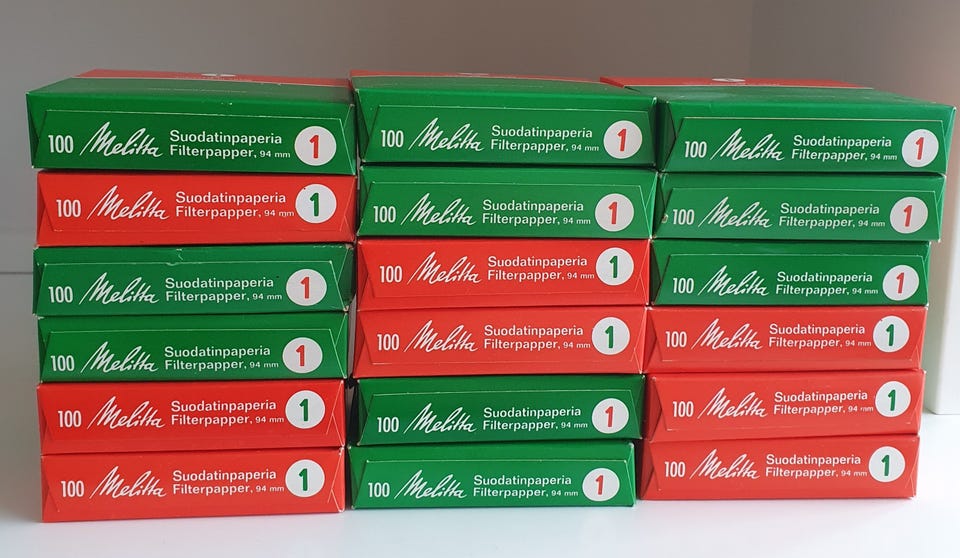 100 Melitta
Suodatinpaperia
Filterpapper, 94 mm
1
100 Melitta
Suodatinpaperia
Filterpapper, 94 mm
1
100 Melitta
Suodatinpaperia
Filterpapper, 94 mm
1
100 Melitta
Suodatinpaperia
Filterpapper, 94 mm
1
100 Melitta
Suodatinpaperia
Filterpapper, 94 mm
1
100 Melitta
Suodatinpaperia
Filterpapper, 94 mm
1
100 Melitta
Suodatinpaperia
Filterpapper, 94 mm
1
100 Melitta
Suodatinpaperia
Filterpapper, 94 mm
1
100 Melitta
Suodatinpaperia
Filterpapper, 94 mm
1
100 Melitta
Suodatinpaperia
Filterpapper, 94 mm
1
100 Melitta
Suodatinpaperia
Filterpapper, 94 mm
1
100 Melitta
Suodatinpaperia
Filterpapper, 94 mm
1
100 Melitta
Suodatinpaperia
Filterpapper, 94 mm
1
100 Melitta
Suodatinpaperia
Filterpapper, 94 mm
1
100 Melitta
Suodatinpaperia
Filterpapper, 94 mm
1
100 Melitta
Suodatinpaperia
Filterpapper, 94 mm
1
100 Melitta
Suodatinpaperia
Filterpapper, 94 mm
1
100 Melitta
Suodatinpaperia
Filterpapper, 94 mm
1